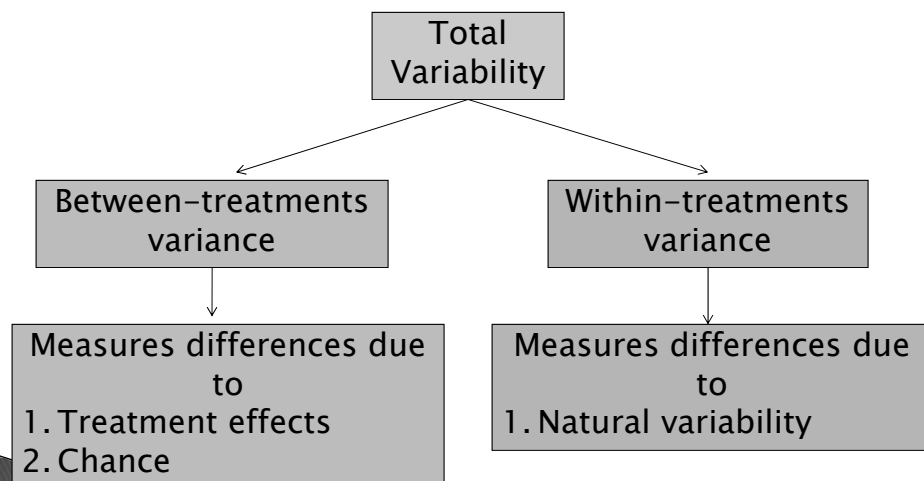 Total
Variability
Between-treatments
variance
Within-treatments
variance
Measures differences due
to
1. Treatment effects
2. Chance
Measures differences due
to
1. Natural variability